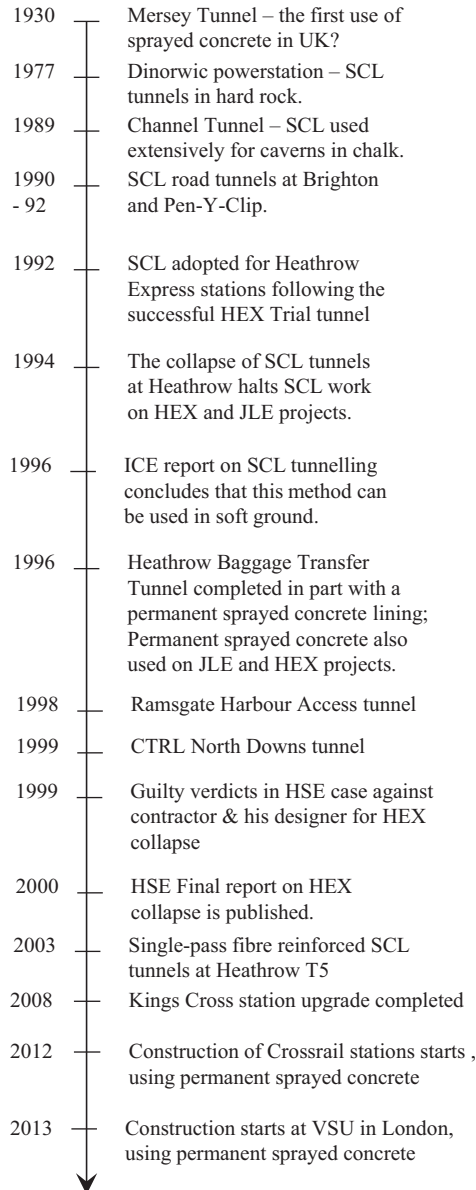 1930 Mersey Tunnel – the first use of
sprayed concrete in UK?
1977 Dinorwic powerstation – SCL
tunnels in hard rock.
1989 Channel Tunnel – SCL used
extensively for caverns in chalk.
1990 SCL road tunnels at Brighton
- 92 and Pen-Y-Clip.
1992 SCL adopted for Heathrow
Express stations following the
successful HEX Trial tunnel
1994 The collapse of SCL tunnels
at Heathrow halts SCL work
on HEX and JLE projects.
1996 ICE report on SCL tunnelling
concludes that this method can
be used in soft ground.
1996 Heathrow Baggage Transfer
Tunnel completed in part with a
permanent sprayed concrete lining;
Permanent sprayed concrete also
used on JLE and HEX projects.
1998 Ramsgate Harbour Access tunnel
1999 CTRL North Downs tunnel
1999 Guilty verdicts in HSE case against
contractor & his designer for HEX
collapse
2000 HSE Final report on HEX
collapse is published.
2003 Single-pass fibre reinforced SCL
tunnels at Heathrow T5
2008 Kings Cross station upgrade completed
2012 Construction of Crossrail stations starts ,
using permanent sprayed concrete
2013 Construction starts at VSU in London,
using permanent sprayed concrete